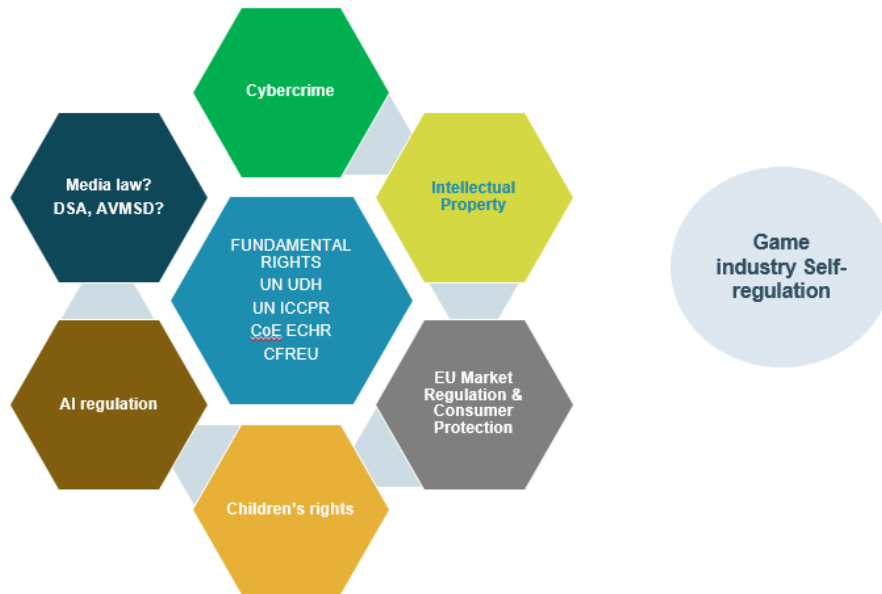 Cybercrime
Media law?
DSA, AVMSD?
Intellectual
Property
FUNDAMENTAL
RIGHTS
UN UDH
UN ICCPR
CoE ECHR
CFREU
Game
industry Self-
regulation
AI regulation
EU Market
Regulation &
Consumer
Protection
Children’s rights